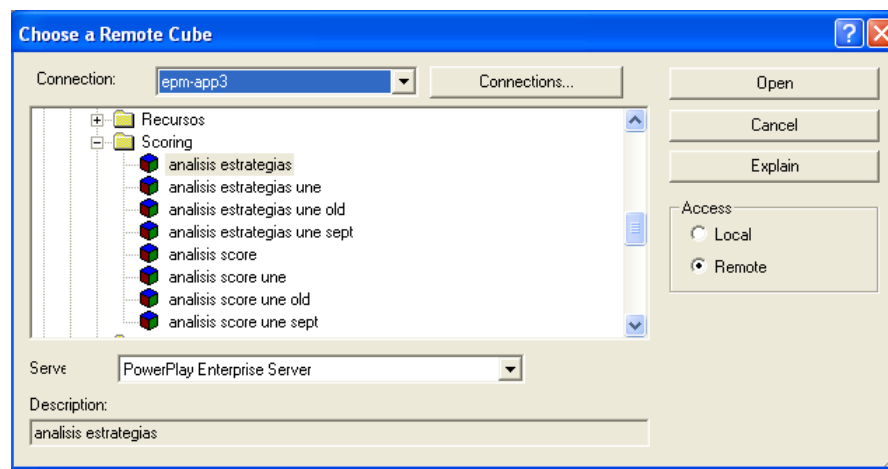 Choose a Remote Cube
Connection: epm-app3 Connections...
Open
Cancel
Explain
Recursos
Scoring
analisis estrategias
analisis estrategias une
analisis estrategias une old
analisis estrategias une sept
analisis score
analisis score une
analisis score une old
analisis score une sept
Access
Local
Remote
Serve PowerPlay Enterprise Server
Description:
analisis estrategias